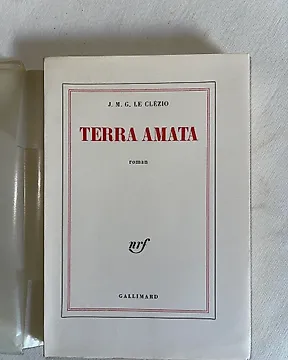 J. M. G. LE CLÉZIO
TERRA AMATA
roman
nrf
GALLIMARD